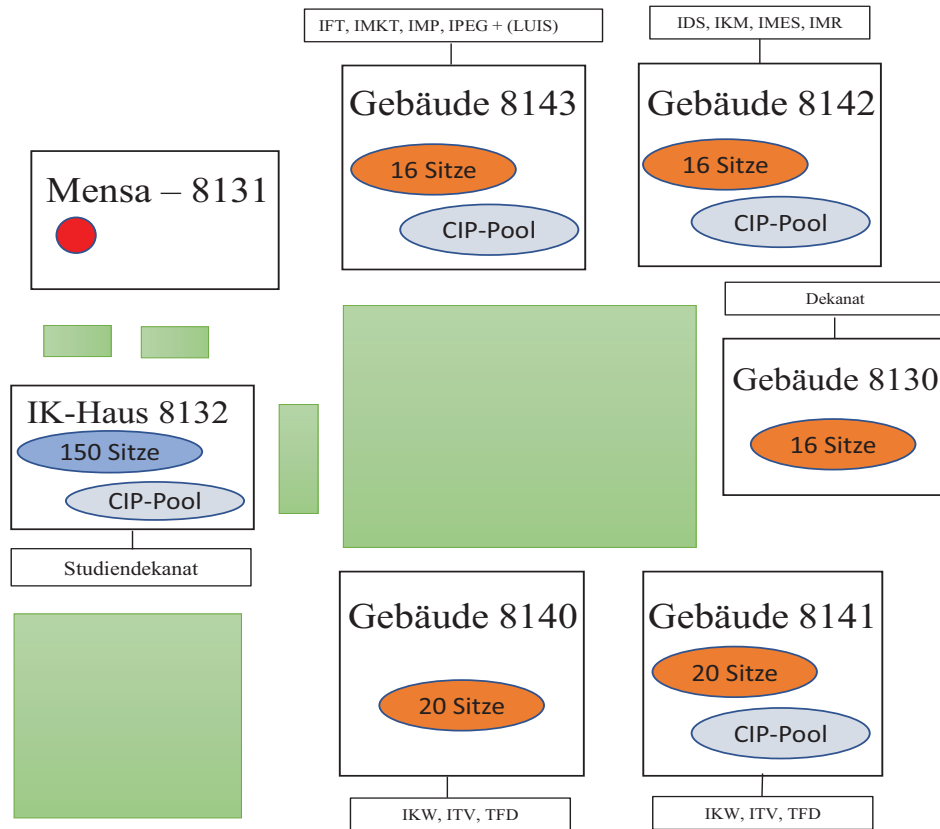 IFT, IMKT, IMP, IPEG + (LUIS)
IDS, IKM, IMES, IMR
Gebäude 8143
16 Sitze
CIP-Pool
Gebäude 8142
16 Sitze
CIP-Pool
Mensa – 8131
Dekanat
Gebäude 8130
16 Sitze
IK-Haus 8132
150 Sitze
CIP-Pool
Studiendekanat
Gebäude 8140
20 Sitze
Gebäude 8141
20 Sitze
CIP-Pool
IKW, ITV, TFD
IKW, ITV, TFD